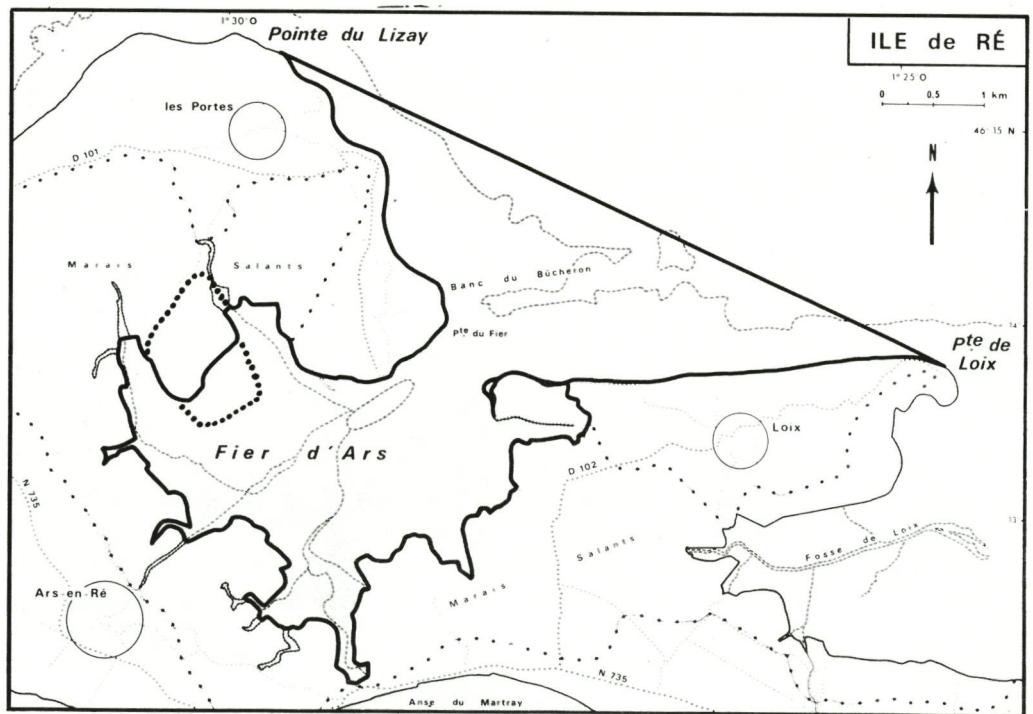 1° 30' O
Pointe du Lizay
ILE de RÉ
1° 25 O
0 0.5 1 km
46· 15 N
les Portes
D 101
N
Marais Salants
Banc du Bûcheron
Pte du Fier
14
Pte de
Loix
Loix
Fier d'Ars
D 102
N 735
13
Fosse de Loix
Salants
Marais
Ars-en-Ré
N 735
Anse du Martray